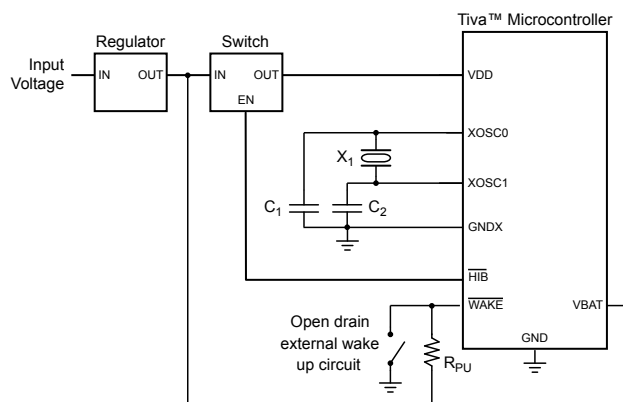 Tiva™ Microcontroller
Regulator
Switch
Input
Voltage
IN
OUT
IN
OUT
EN
VDD
XOSC0
X1
XOSC1
C1
C2
GNDX
HIB
WAKE
VBAT
Open drain
external wake
up circuit
RPU
GND